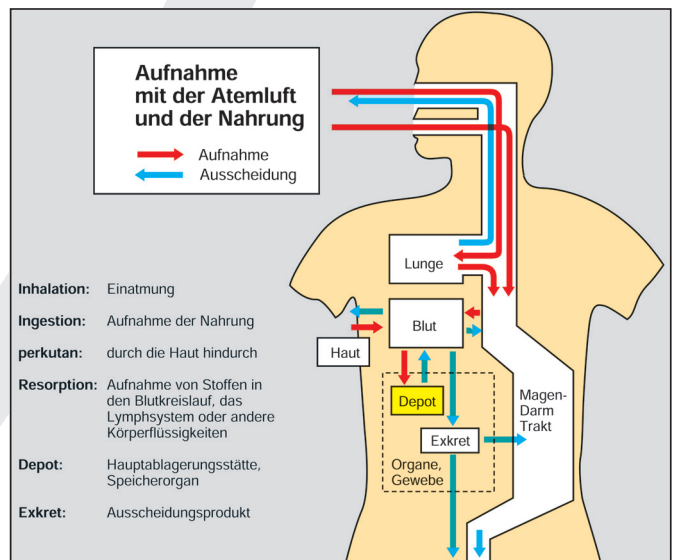 Aufnahme
mit der Atemluft
und der Nahrung
Aufnahme
Ausscheidung
Lunge
Inhalation: Einatmung
Ingestion: Aufnahme der Nahrung
perkutan: durch die Haut hindurch
Resorption: Aufnahme von Stoffen in
den Blutkreislauf, das
Lymphsystem oder andere
Körperflüssigkeiten
Depot: Hauptablagerungsstätte,
Speicherorgan
Exkret: Ausscheidungsprodukt
Blut
Haut
Depot
Exkret
Organe,
Gewebe
Magen-
Darm
Trakt